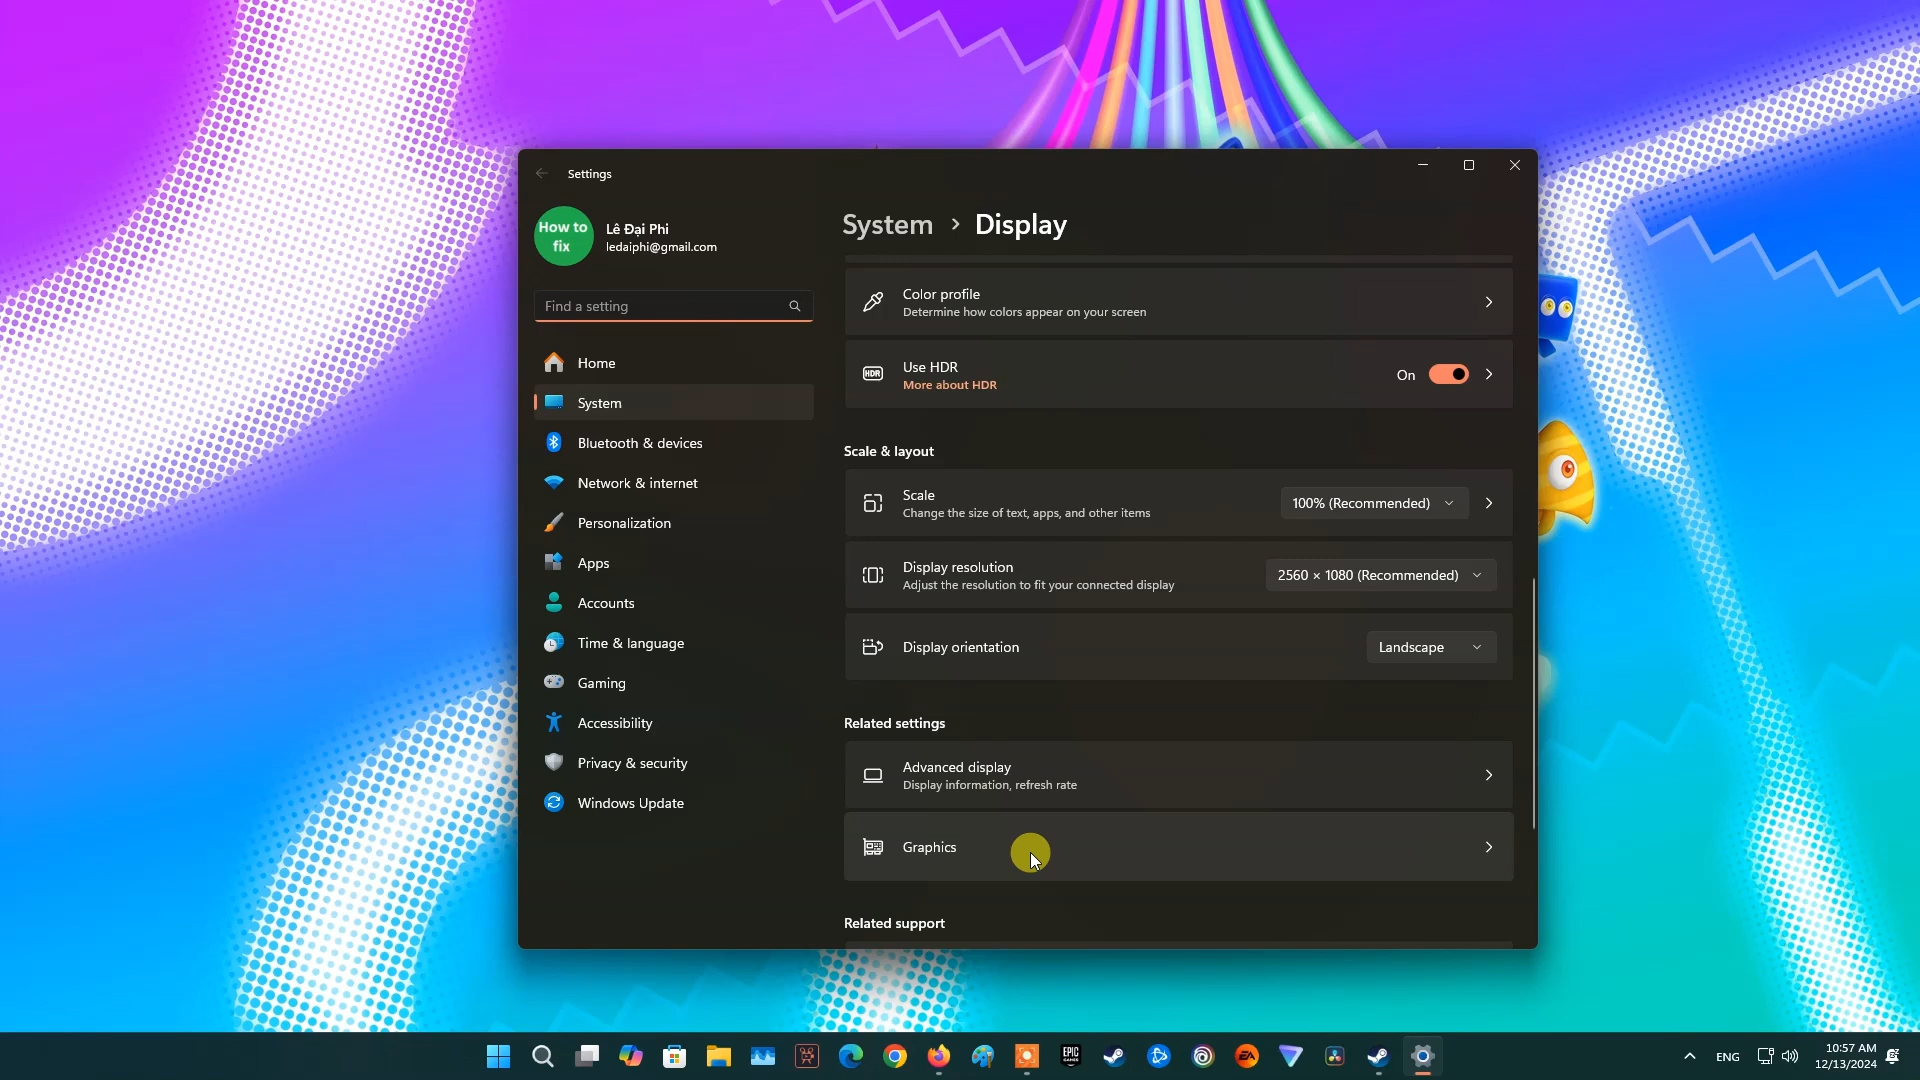 Settings
How to
fix
Lê Đại Phi
ledaiphi@gmail.com
Find a setting
Home
System
Bluetooth & devices
Network & internet
Personalization
Apps
Accounts
Time & language
Gaming
Accessibility
Privacy & security
Windows Update
System › Display
Color profile
Determine how colors appear on your screen
HDR
Use HDR
More about HDR
On
Scale & layout
Scale
Change the size of text, apps, and other items
100% (Recommended)
Display resolution
Adjust the resolution to fit your connected display
2560 × 1080 (Recommended)
Display orientation
Landscape
Related settings
Advanced display
Display information, refresh rate
Graphics
Related support
EPIC
GAMES
EA
ENG
10:57 AM
12/13/2024